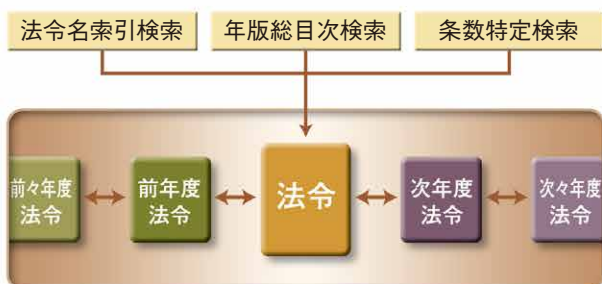 法令名索引検索
年版総目次検索
条数特定検索
前々年度
法令
前年度
法令
法令
次年度
法令
次々年度
法令